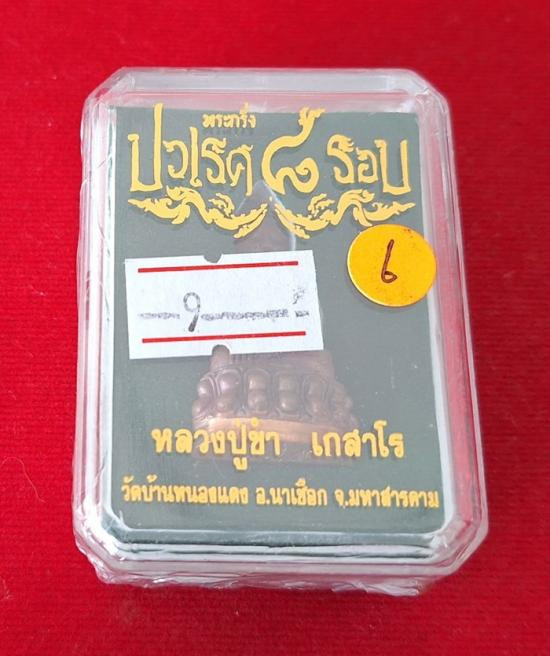 พระกริ่ง
ปวเรศ ๘ รอบ
6
9
หลวงปู่ขำ เกสาโร
วัดบ้านหนองแดง อ.นาเชือก จ.มหาสารคาม